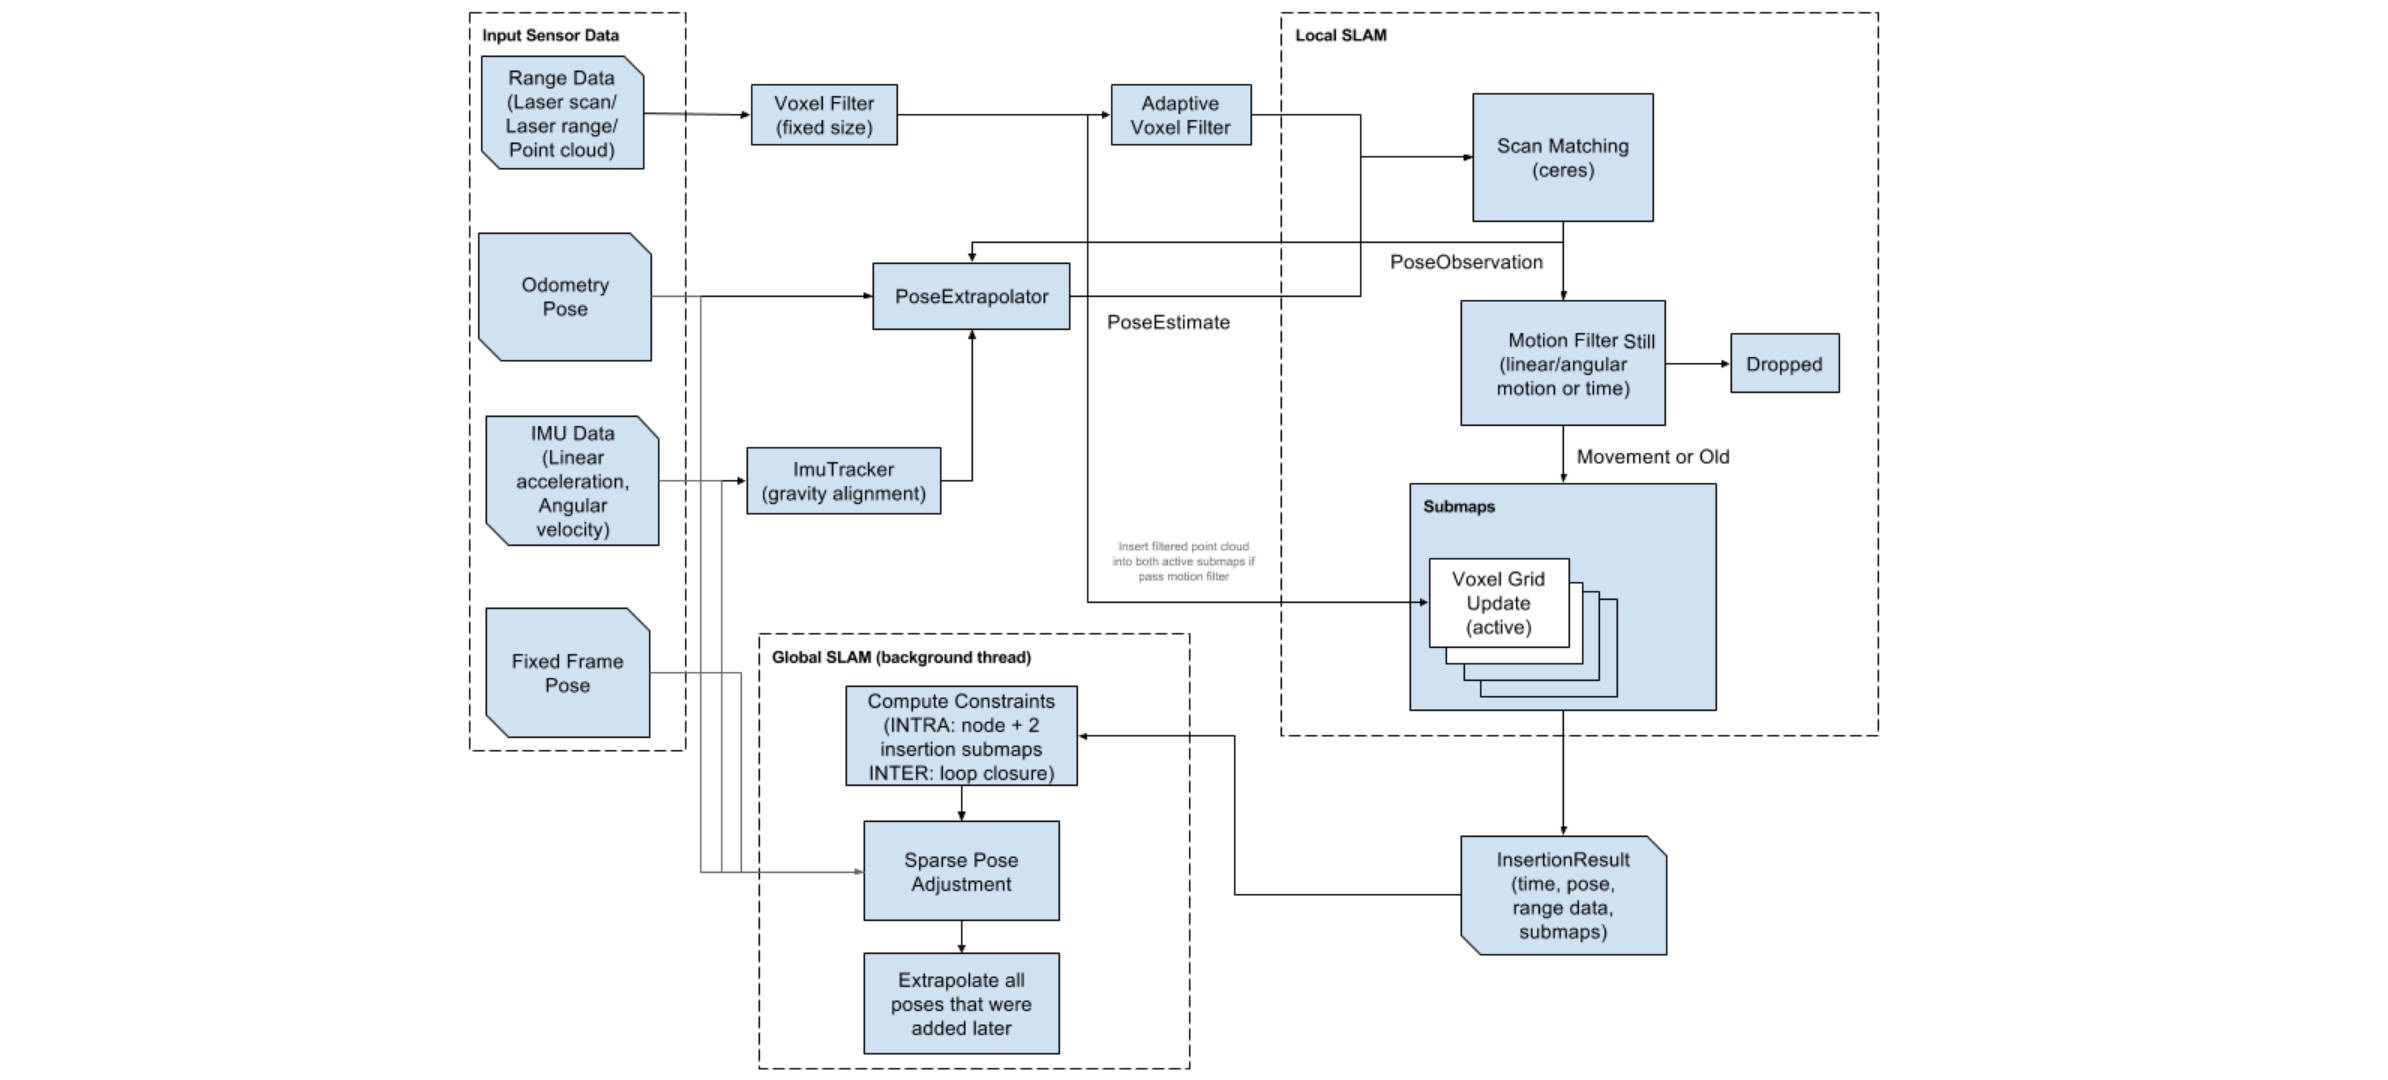 Input Sensor Data
Range Data
(Laser scan/
Laser range/
Point cloud)
Odometry
Pose
IMU Data
(Linear
acceleration,
Angular
velocity)
Fixed Frame
Pose
Voxel Filter
(fixed size)
Adaptive
Voxel Filter
PoseExtrapolator
PoseEstimate
ImuTracker
(gravity alignment)
Insert filtered point cloud
into both active submaps if
pass motion filter
Local SLAM
Scan Matching
(ceres)
PoseObservation
Motion Filter Still
(linear/angular
motion or time)
Dropped
Movement or Old
Submaps
Voxel Grid
Update
(active)
InsertionResult
(time, pose,
range data,
submaps)
Global SLAM (background thread)
Compute Constraints
(INTRA: node + 2
insertion submaps
INTER: loop closure)
Sparse Pose
Adjustment
Extrapolate all
poses that were
added later